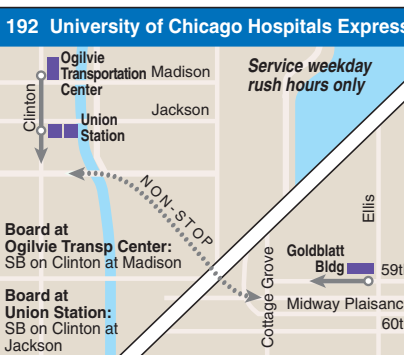 192 University of Chicago Hospitals Express
Ogilvie
Transportation
Center
Madison
Service weekday
rush hours only
Clinton
Jackson
Union
Station
NON-STOP
Board at
Ogilvie Transp Center:
SB on Clinton at Madison
Board at
Union Station:
SB on Clinton at
Jackson
Cottage Grove
Ellis
Goldblatt
Bldg
59th
Midway Plaisanc
60t